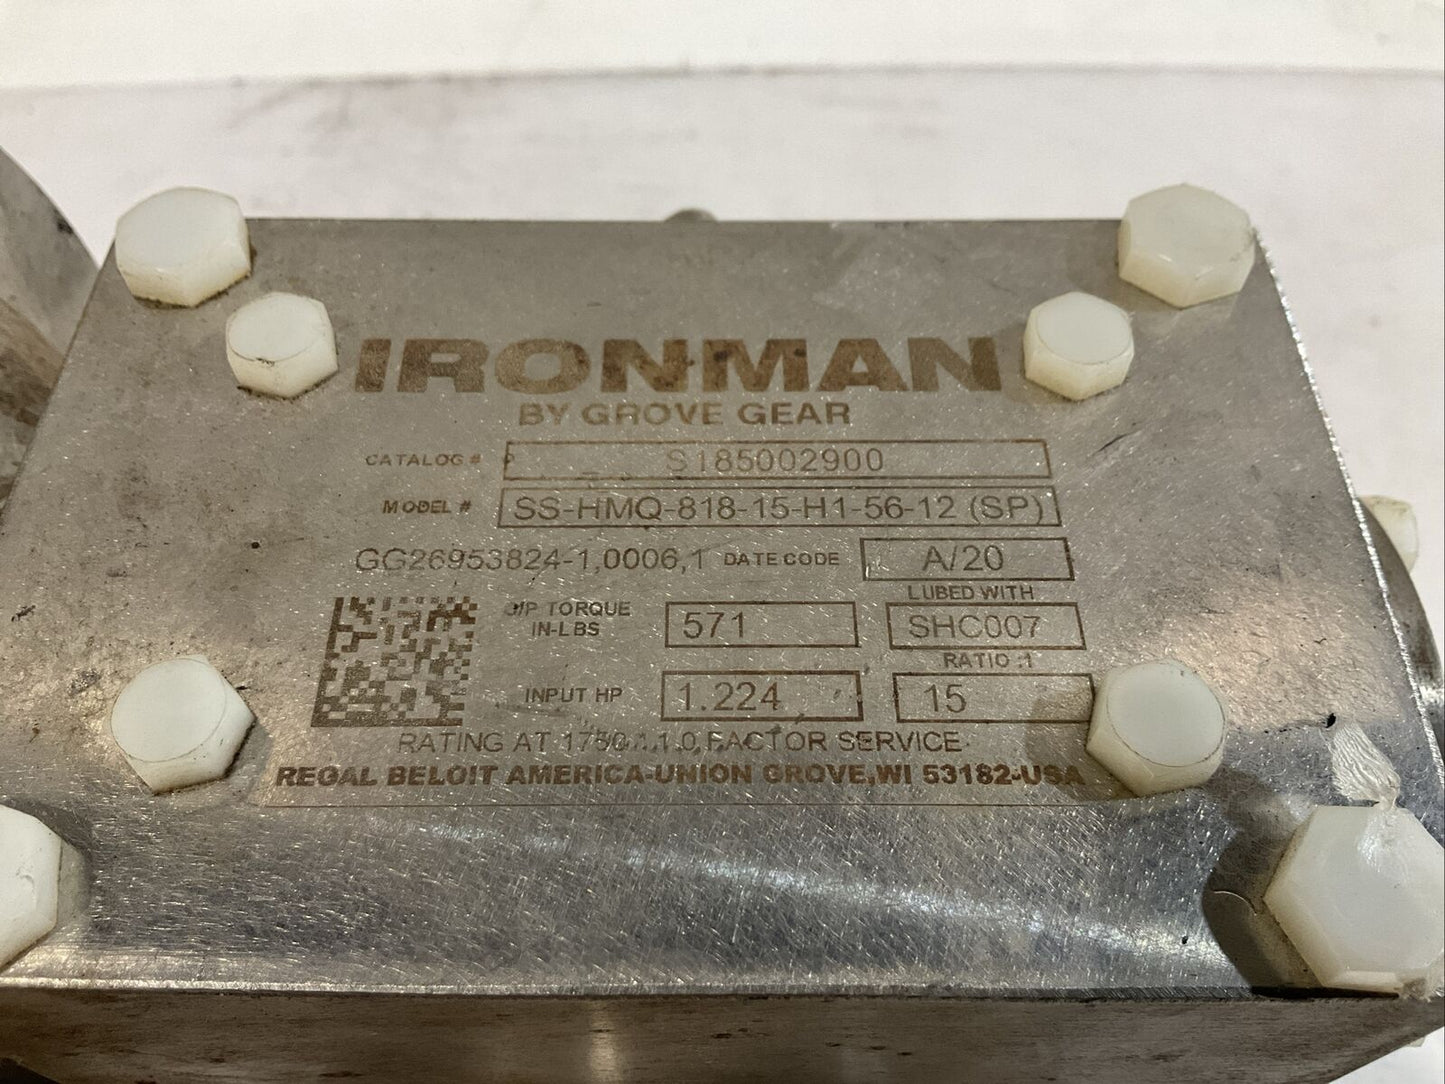 IRONMAN
BY GROVE GEAR
CATALOG # S185002900
MODEL # SS-HMQ-818-15-H1-56-12 (SP)
GG26953824-1,0006,1 DATE CODE A/20
O/P TORQUE IN-LBS 571 LUBED WITH SHC007
INPUT HP 1.224 RATIO :1 15
RATING AT 1750 1.0 FACTOR SERVICE
REGAL BELOIT AMERICA-UNION GROVE, WI 53182-USA